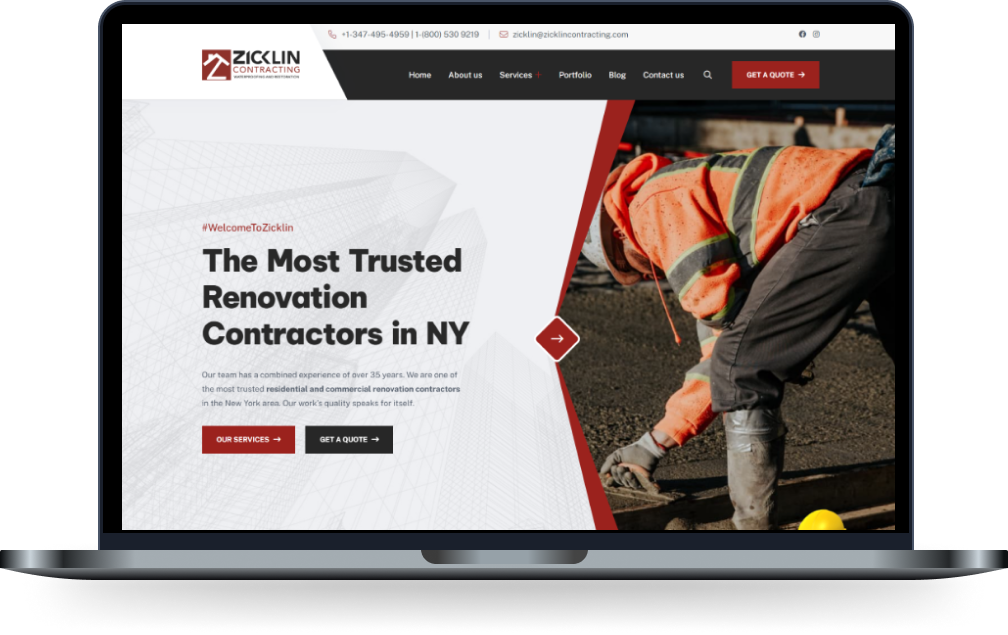 +1-347-495-4959 | 1-(800) 530 9219
zicklin@zicklincontracting.com
ZICKLIN
CONTRACTING
Home
About us
Services +
Portfolio
Blog
Contact us
GET A QUOTE →
#WelcomeToZicklin
The Most Trusted
Renovation
Contractors in NY
Our team has a combined experience of over 35 years. We are one of
the most trusted residential and commercial renovation contractors
in the New York area. Our work's quality speaks for itself.
OUR SERVICES →
GET A QUOTE →